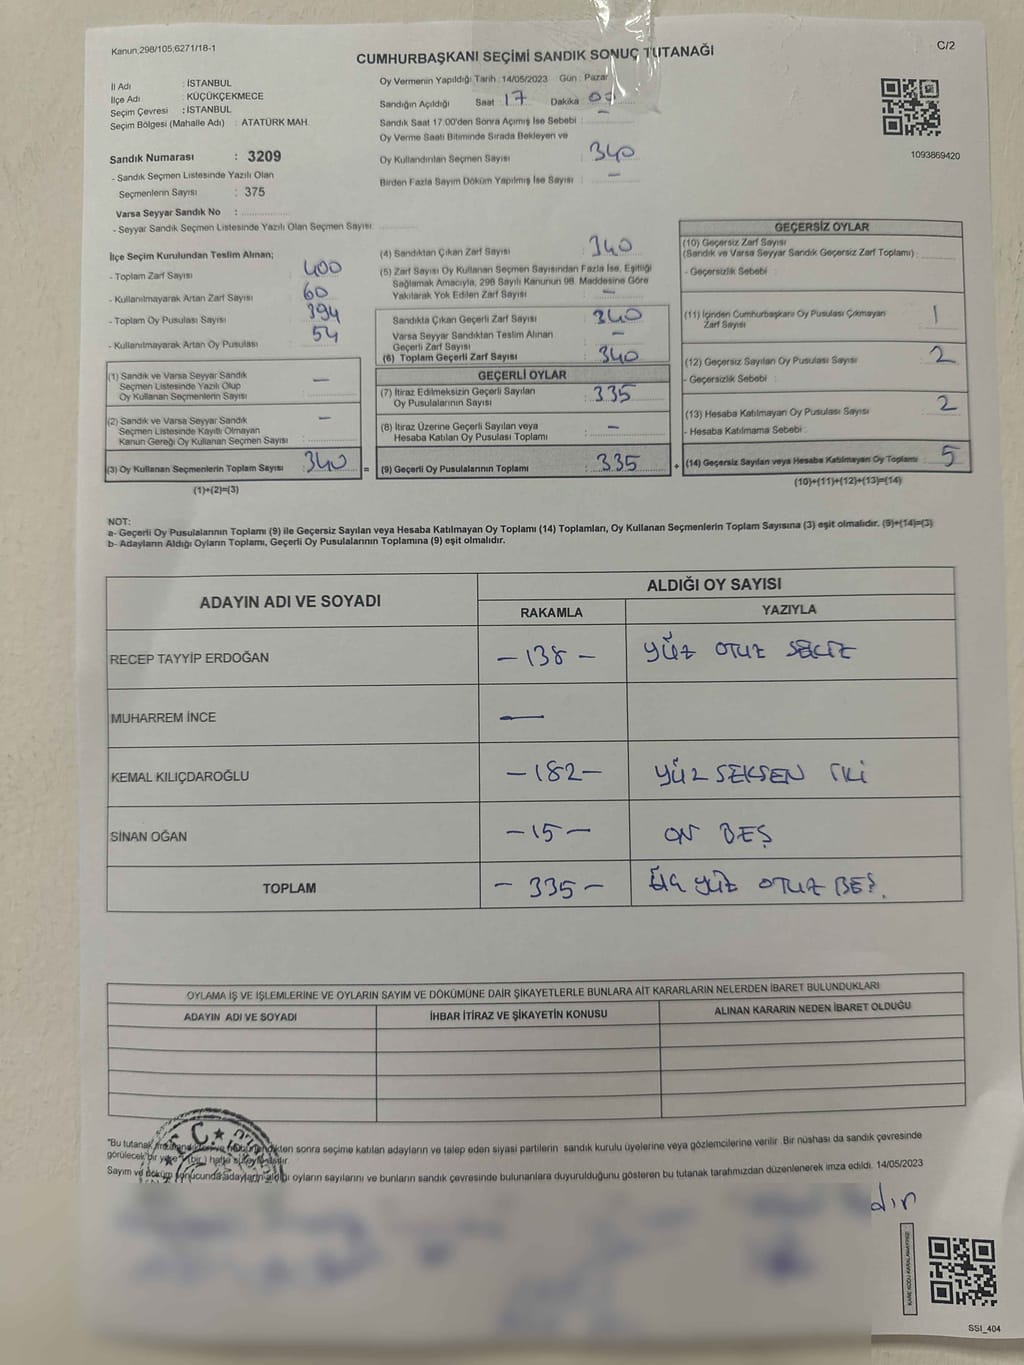 Kanun:298/105;6271/18-1
C/2
CUMHURBAŞKANI SEÇİMİ SANDIK SONUÇ TUTANAĞI
İl Adı : İSTANBUL
İlçe Adı : KÜÇÜKÇEKMECE
Seçim Çevresi : İSTANBUL
Seçim Bölgesi (Mahalle Adı) : ATATÜRK MAH.
Sandık Numarası : 3209
- Sandık Seçmen Listesinde Yazılı Olan
Seçmenlerin Sayısı : 375
Varsa Seyyar Sandık No :
- Seyyar Sandık Seçmen Listesinde Yazılı Olan Seçmen Sayısı:
Oy Vermenin Yapıldığı Tarih : 14/05/2023 Gün : Pazar
Sandığın Açıldığı Saat : 17 Dakika
Sandık Saat 17:00'den Sonra Açımış İse Sebebi : –
Oy Verme Saati Bitiminde Sırada Bekleyen ve
Oy Kullandırılan Seçmen Sayısı : 340
Birden Fazla Sayım Döküm Yapılmış İse Sayısı : –
1093869420
İlçe Seçim Kurulundan Teslim Alınan;
- Toplam Zarf Sayısı : 400
- Kullanılmayarak Artan Zarf Sayısı : 60
- Toplam Oy Pusulası Sayısı : 394
- Kullanılmayarak Artan Oy Pusulası : 54
(1) Sandık ve Varsa Seyyar Sandık
Seçmen Listesinde Yazılı Olup
Oy Kullanan Seçmenlerin Sayısı : –
(2) Sandık ve Varsa Seyyar Sandık
Seçmen Listesinde Kayıtlı Olmayan
Kanun Gereği Oy Kullanan Seçmen Sayısı : –
(3) Oy Kullanan Seçmenlerin Toplam Sayısı : 340 =
(1)+(2)=(3)
(4) Sandıktan Çıkan Zarf Sayısı : 340
(5) Zarf Sayısı Oy Kullanan Seçmen Sayısından Fazla İse, Eşitliği
Sağlamak Amacıyla, 298 Sayılı Kanunun 98. Maddesine Göre
Yakılarak Yok Edilen Zarf Sayısı : –
Sandıkta Çıkan Geçerli Zarf Sayısı : 340
Varsa Seyyar Sandıktan Teslim Alınan
Geçerli Zarf Sayısı : –
(6) Toplam Geçerli Zarf Sayısı : 340
GEÇERLİ OYLAR
(7) İtiraz Edilmeksizin Geçerli Sayılan
Oy Pusulalarının Sayısı : 335
(8) İtiraz Üzerine Geçerli Sayılan veya
Hesaba Katılan Oy Pusulası Toplamı : –
(9) Geçerli Oy Pusulalarının Toplamı : 335 +
GEÇERSİZ OYLAR
(10) Geçersiz Zarf Sayısı
(Sandık ve Varsa Seyyar Sandık Geçersiz Zarf Toplamı) :
- Geçersizlik Sebebi :
(11) İçinden Cumhurbaşkanı Oy Pusulası Çıkmayan
Zarf Sayısı : 1
(12) Geçersiz Sayılan Oy Pusulası Sayısı : 2
- Geçersizlik Sebebi :
(13) Hesaba Katılmayan Oy Pusulası Sayısı : 2
- Hesaba Katılmama Sebebi :
(14) Geçersiz Sayılan veya Hesaba Katılmayan Oy Toplamı : 5
(10)+(11)+(12)+(13)=(14)
NOT:
a- Geçerli Oy Pusulalarının Toplamı (9) ile Geçersiz Sayılan veya Hesaba Katılmayan Oy Toplamı (14) Toplamları, Oy Kullanan Seçmenlerin Toplam Sayısına (3) eşit olmalıdır. (9)+(14)=(3)
b- Adayların Aldığı Oyların Toplamı, Geçerli Oy Pusulalarının Toplamına (9) eşit olmalıdır.
ADAYIN ADI VE SOYADI
ALDIĞI OY SAYISI
RAKAMLA YAZIYLA
RECEP TAYYİP ERDOĞAN – 138 – YÜZ OTUZ SEKİZ
MUHARREM İNCE —
KEMAL KILIÇDAROĞLU – 182 – YÜZ SEKSEN İKİ
SİNAN OĞAN – 15 – ON BEŞ
TOPLAM – 335 – ÜÇ YÜZ OTUZ BEŞ.
OYLAMA İŞ VE İŞLEMLERİNE VE OYLARIN SAYIM VE DÖKÜMÜNE DAİR ŞİKAYETLERLE BUNLARA AİT KARARLARIN NELERDEN İBARET BULUNDUKLARI
ADAYIN ADI VE SOYADI
İHBAR İTİRAZ VE ŞİKAYETİN KONUSU
ALINAN KARARIN NEDEN İBARET OLDUĞU
"Bu tutanak sonra seçime katılan adayların ve talep eden siyasi partilerin sandık kurulu üyelerine veya gözlemcilerine verilir. Bir nüshası da sandık çevresinde
görülecek bir yere (bir)
Sayım ve döküm sonucunda adayların aldığı oyların sayılarını ve bunların sandık çevresinde bulunanlara duyurulduğunu gösteren bu tutanak tarafımızdan düzenlenerek imza edildi. 14/05/2023
T.C.
dır
KARE KODU KARALAMAYINIZ
SSI_404